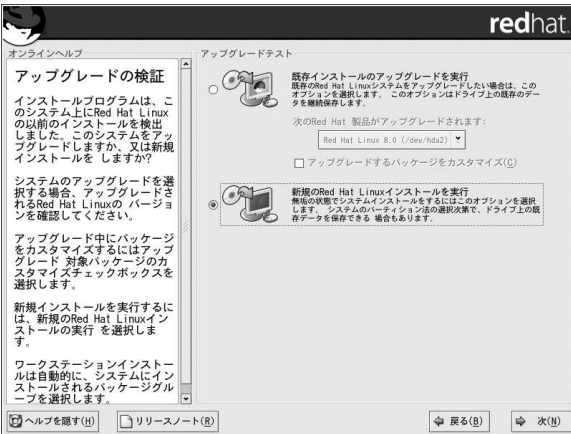 redhat.
オンラインヘルプ
アップグレードの検証
インストールプログラムは、こ
のシステム上にRed Hat Linux
の以前のインストールを検出
しました。このシステムをアッ
プグレードしますか、又は新規
インストールを しますか?
システムのアップグレードを選
択する場合、アップグレードさ
れるRed Hat Linuxの バージョ
ンを確認してください。
アップグレード中にパッケージ
をカスタマイズするにはアップ
グレード 対象パッケージのカ
スタマイズチェックボックスを
選択します。
新規インストールを実行するに
は、新規のRed Hat Linuxイン
ストールの実行 を選択しま
す。
ワークステーションインストー
ルは自動的に、システムにイン
ストールされるパッケージグル
ープを選択します。
アップグレードテスト
既存インストールのアップグレードを実行
既存のRed Hat Linuxシステムをアップグレードしたい場合は、この
オプションを選択します。 このオプションはドライブ上の既存のデー
タを継続保存します。
次のRed Hat 製品がアップグレードされます:
Red Hat Linux 8.0 (/dev/hda2)
アップグレードするパッケージをカスタマイズ(C)
新規のRed Hat Linuxインストールを実行
無垢の状態でシステムインストールをするにはこのオプションを選択
します。 システムのパーティション法の選択次第で、ドライブ上の既
存データを保存できる 場合もあります。
ヘルプを隠す(H)
リリースノート(R)
戻る(B)
次(N)